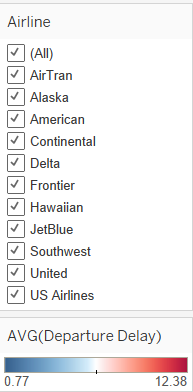 Airline
(All)
AirTran
Alaska
American
Continental
Delta
Frontier
Hawaiian
JetBlue
Southwest
United
US Airlines
AVG(Departure Delay)
0.77 12.38